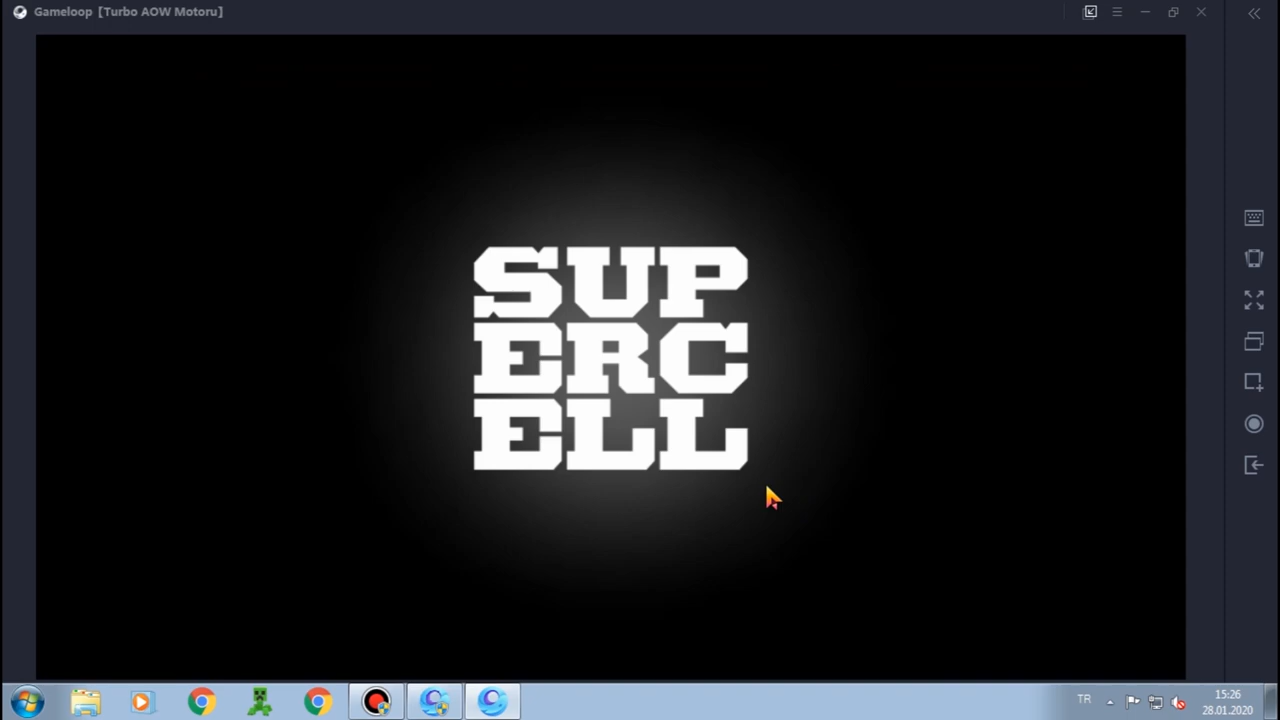 Gameloop [Turbo AOW Motoru]
SUP
ERC
ELL
TR
15:26
28.01.2020